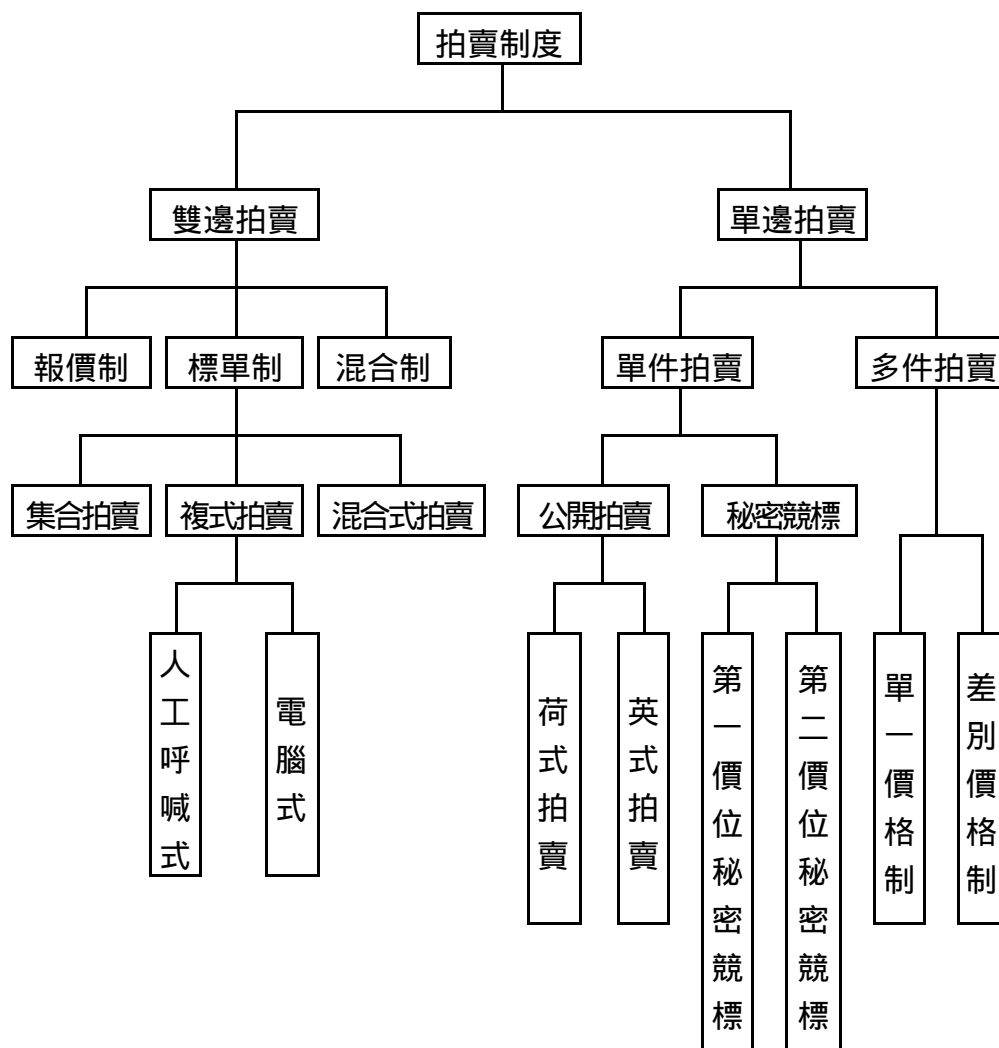 拍賣制度
雙邊拍賣
單邊拍賣
報價制
標單制
混合制
單件拍賣
多件拍賣
集合拍賣
複式拍賣
混合式拍賣
公開拍賣
秘密競標
人工呼喊式
電腦式
荷式拍賣
英式拍賣
第一價位秘密競標
第二價位秘密競標
單一價格制
差別價格制